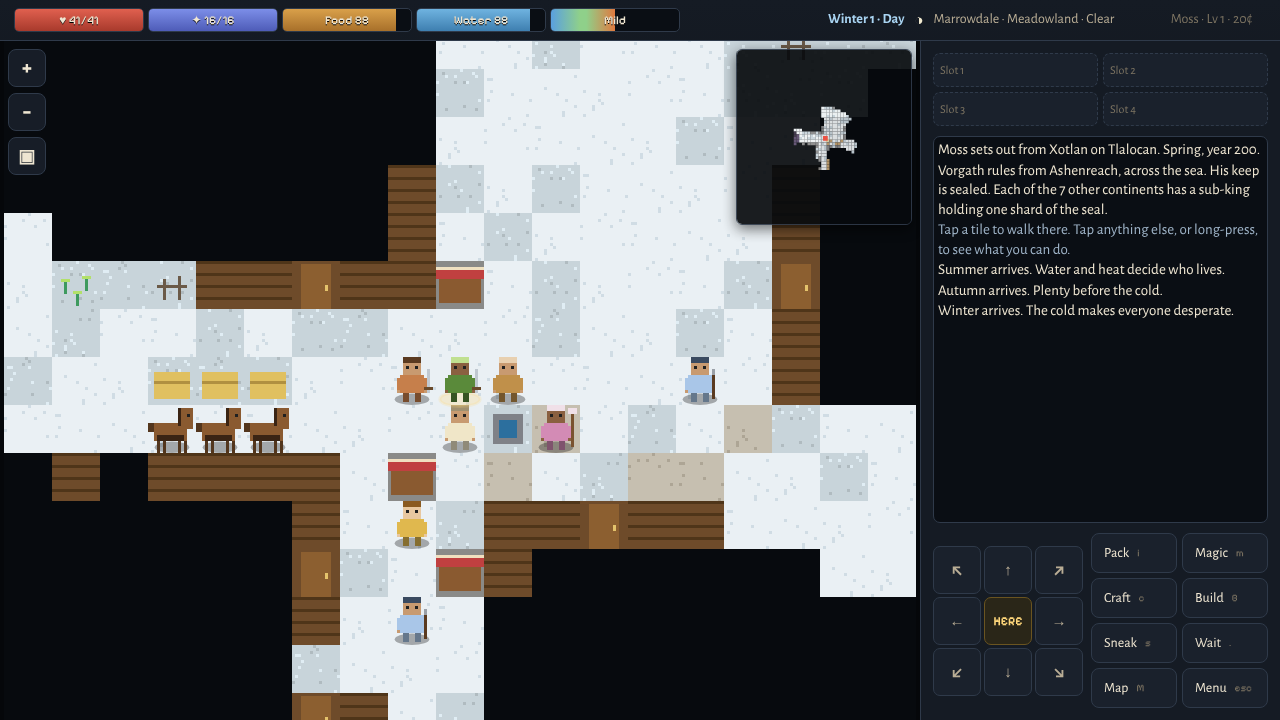 ♥ 41/41
✦ 16/16
Food 88
Water 88
Mild
Winter 1 · Day
Marrowdale · Meadowland · Clear
Moss · Lv 1 · 20¢
+
-
Slot 1
Slot 2
Slot 3
Slot 4
Moss sets out from Xotlan on Tlalocan. Spring, year 200.
Vorgath rules from Ashenreach, across the sea. His keep
is sealed. Each of the 7 other continents has a sub-king
holding one shard of the seal.
Tap a tile to walk there. Tap anything else, or long-press,
to see what you can do.
Summer arrives. Water and heat decide who lives.
Autumn arrives. Plenty before the cold.
Winter arrives. The cold makes everyone desperate.
↖ ↑ ↗
← HERE →
↙ ↓ ↘
Pack i
Magic m
Craft c
Build B
Sneak s
Wait .
Map M
Menu esc